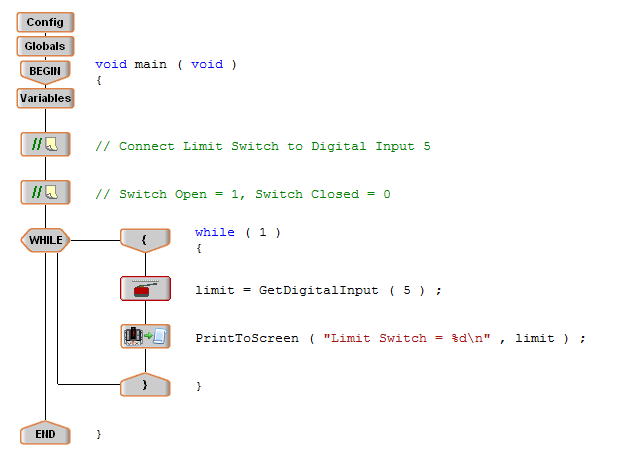 Config
Globals
BEGIN void main ( void )
{
Variables
// // Connect Limit Switch to Digital Input 5
// // Switch Open = 1, Switch Closed = 0
WHILE { while ( 1 )
{
limit = GetDigitalInput ( 5 ) ;
PrintToScreen ( "Limit Switch = %d\n" , limit ) ;
} }
END }